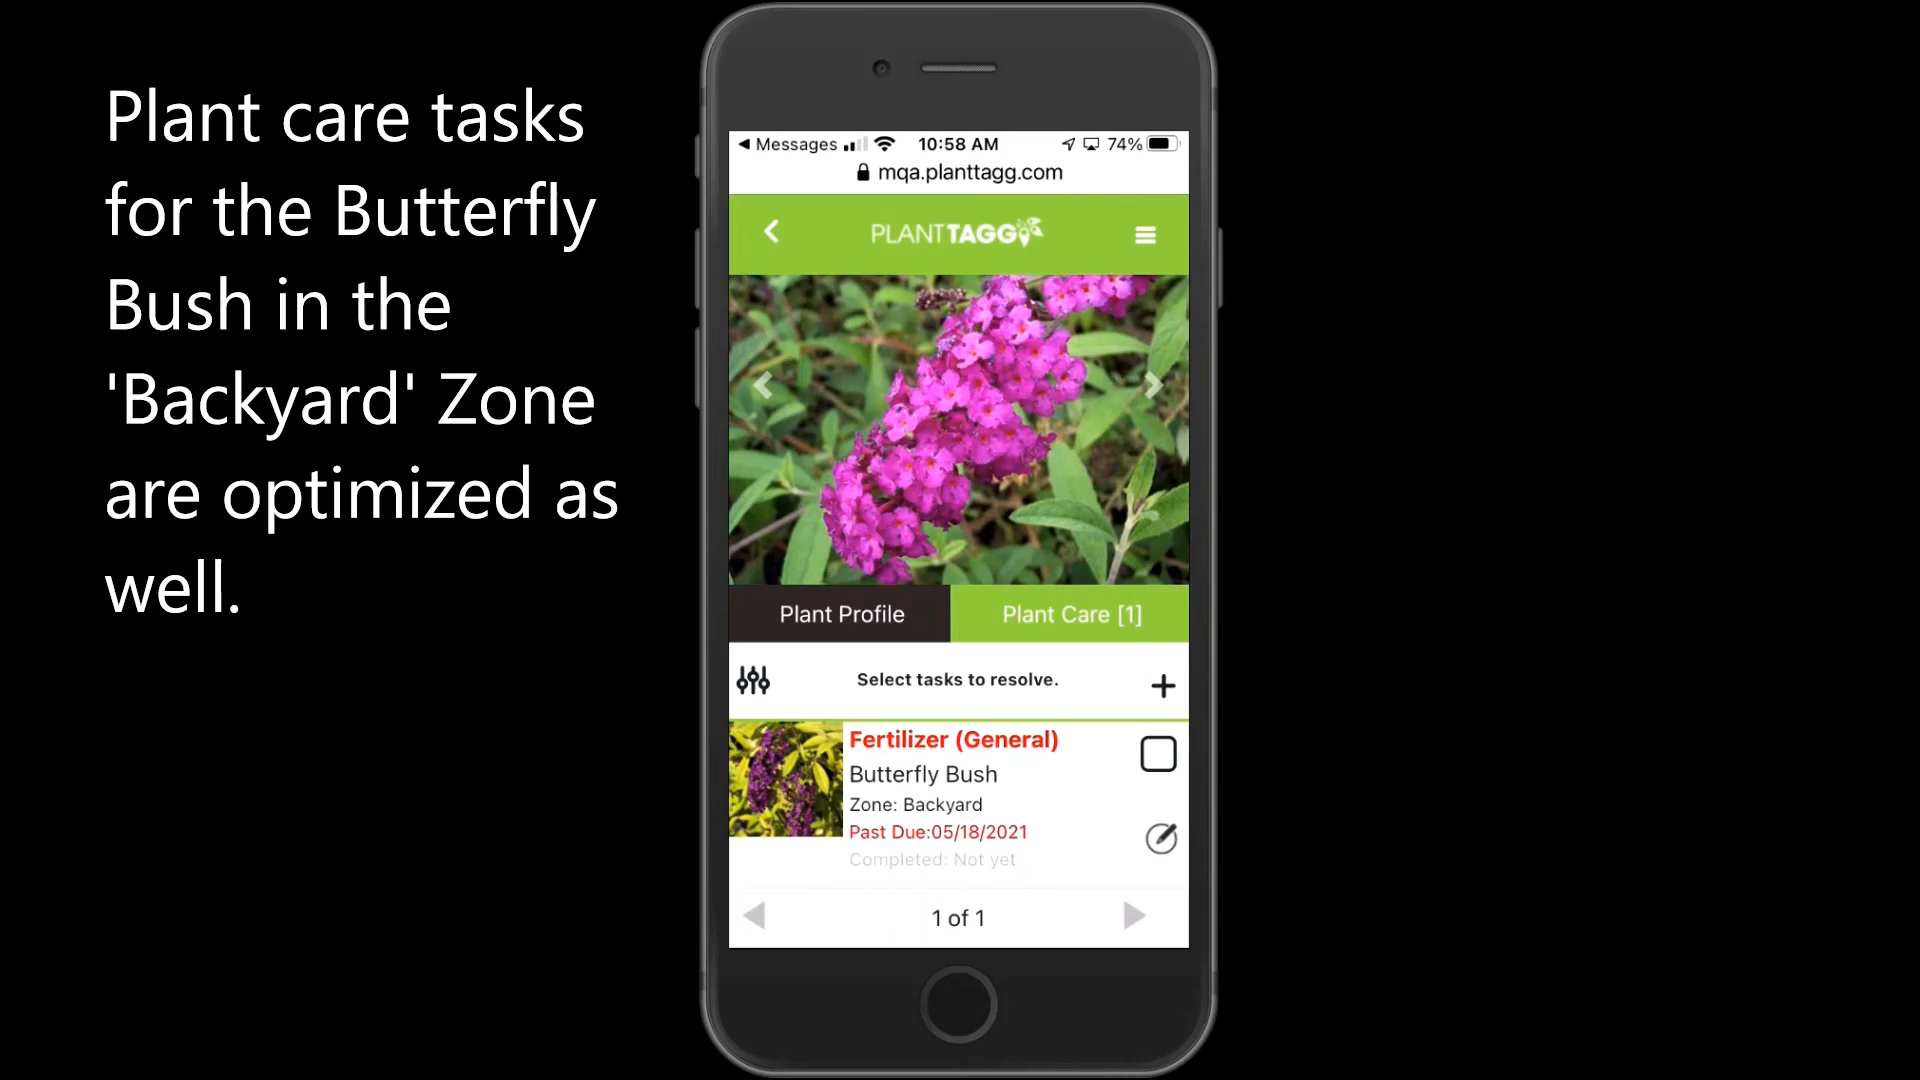 Plant care tasks
for the Butterfly
Bush in the
'Backyard' Zone
are optimized as
well.
Messages 10:58 AM 74%
mqa.planttagg.com
PLANTTAGG
Plant Profile Plant Care [1]
Select tasks to resolve.
Fertilizer (General)
Butterfly Bush
Zone: Backyard
Past Due:05/18/2021
Completed: Not yet
1 of 1